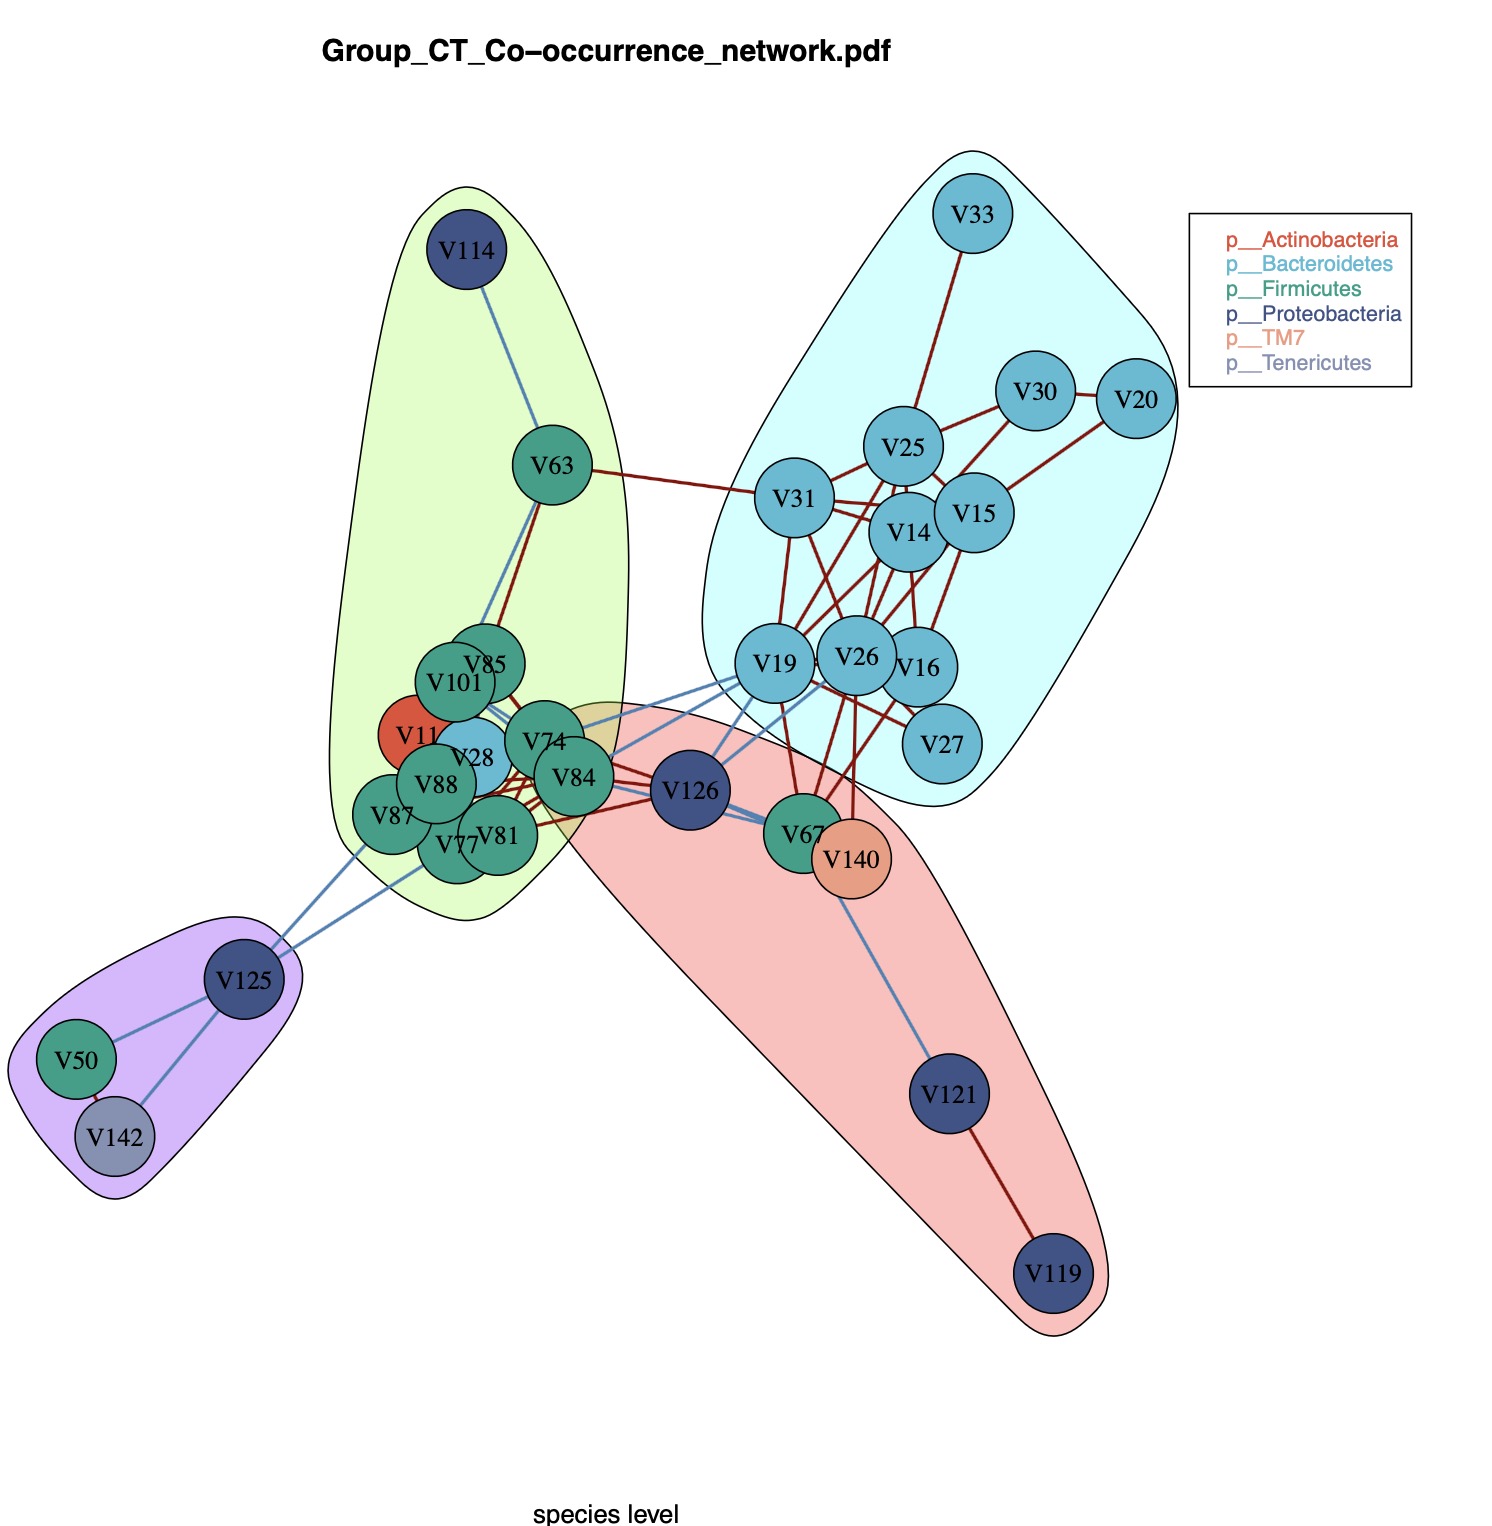 Group_CT_Co−occurrence_network.pdf
V33
p__Actinobacteria
p__Bacteroidetes
p__Firmicutes
p__Proteobacteria
p__TM7
p__Tenericutes
V114
V30
V20
V25
V63
V31
V15
V14
V85
V101
V19
V26
V16
V11
V74
V27
V28
V84
V88
V126
V87
V77
V81
V67
V140
V125
V50
V121
V142
V119
species level